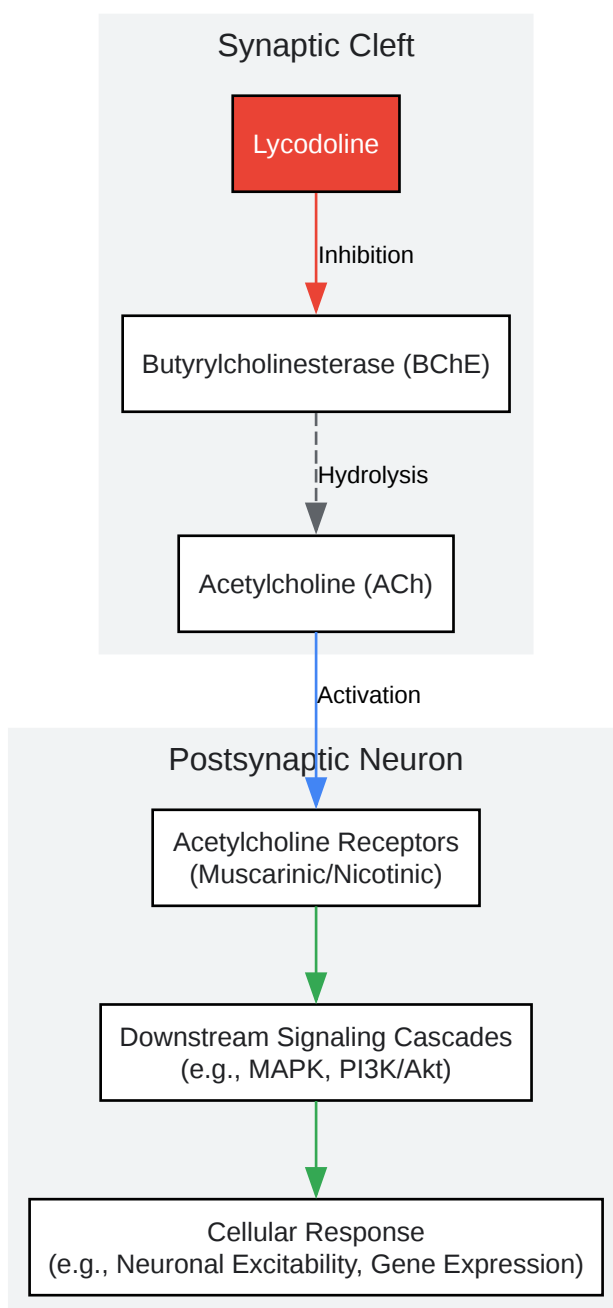 Synaptic Cleft
Lycodoline
Inhibition
Butyrylcholinesterase (BChE)
Hydrolysis
Acetylcholine (ACh)
Activation
Postsynaptic Neuron
Acetylcholine Receptors
(Muscarinic/Nicotinic)
Downstream Signaling Cascades
(e.g., MAPK, PI3K/Akt)
Cellular Response
(e.g., Neuronal Excitability, Gene Expression)